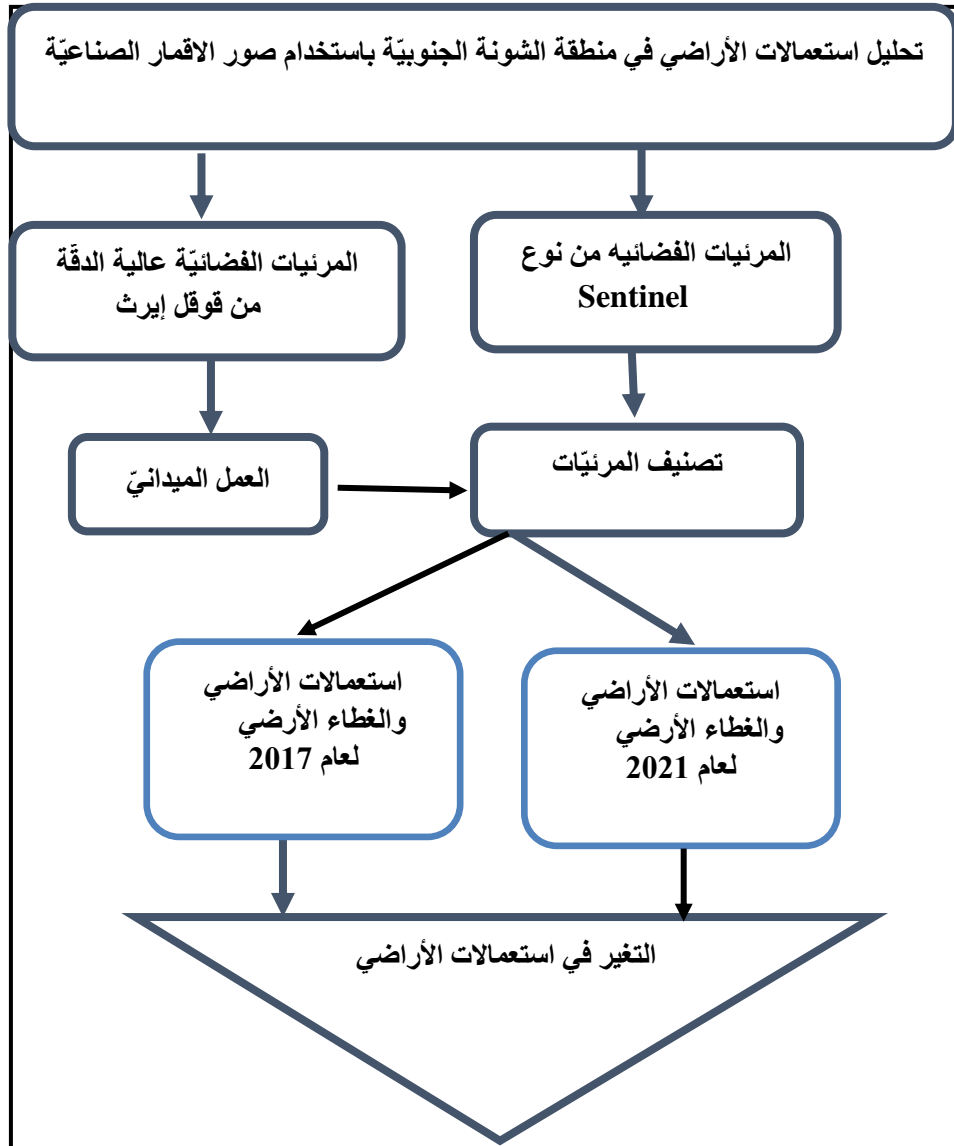 تحليل استعمالات الأراضي في منطقة الشونة الجنوبيّة باستخدام صور الاقمار الصناعيّة
المرئيات الفضائيه من نوع
Sentinel
المرئيات الفضائيّة عالية الدقّة
من قوقل إيرث
تصنيف المرئيّات
العمل الميدانيّ
استعمالات الأراضي
والغطاء الأرضي
لعام 2021
استعمالات الأراضي
والغطاء الأرضي
لعام 2017
التغير في استعمالات الأراضي